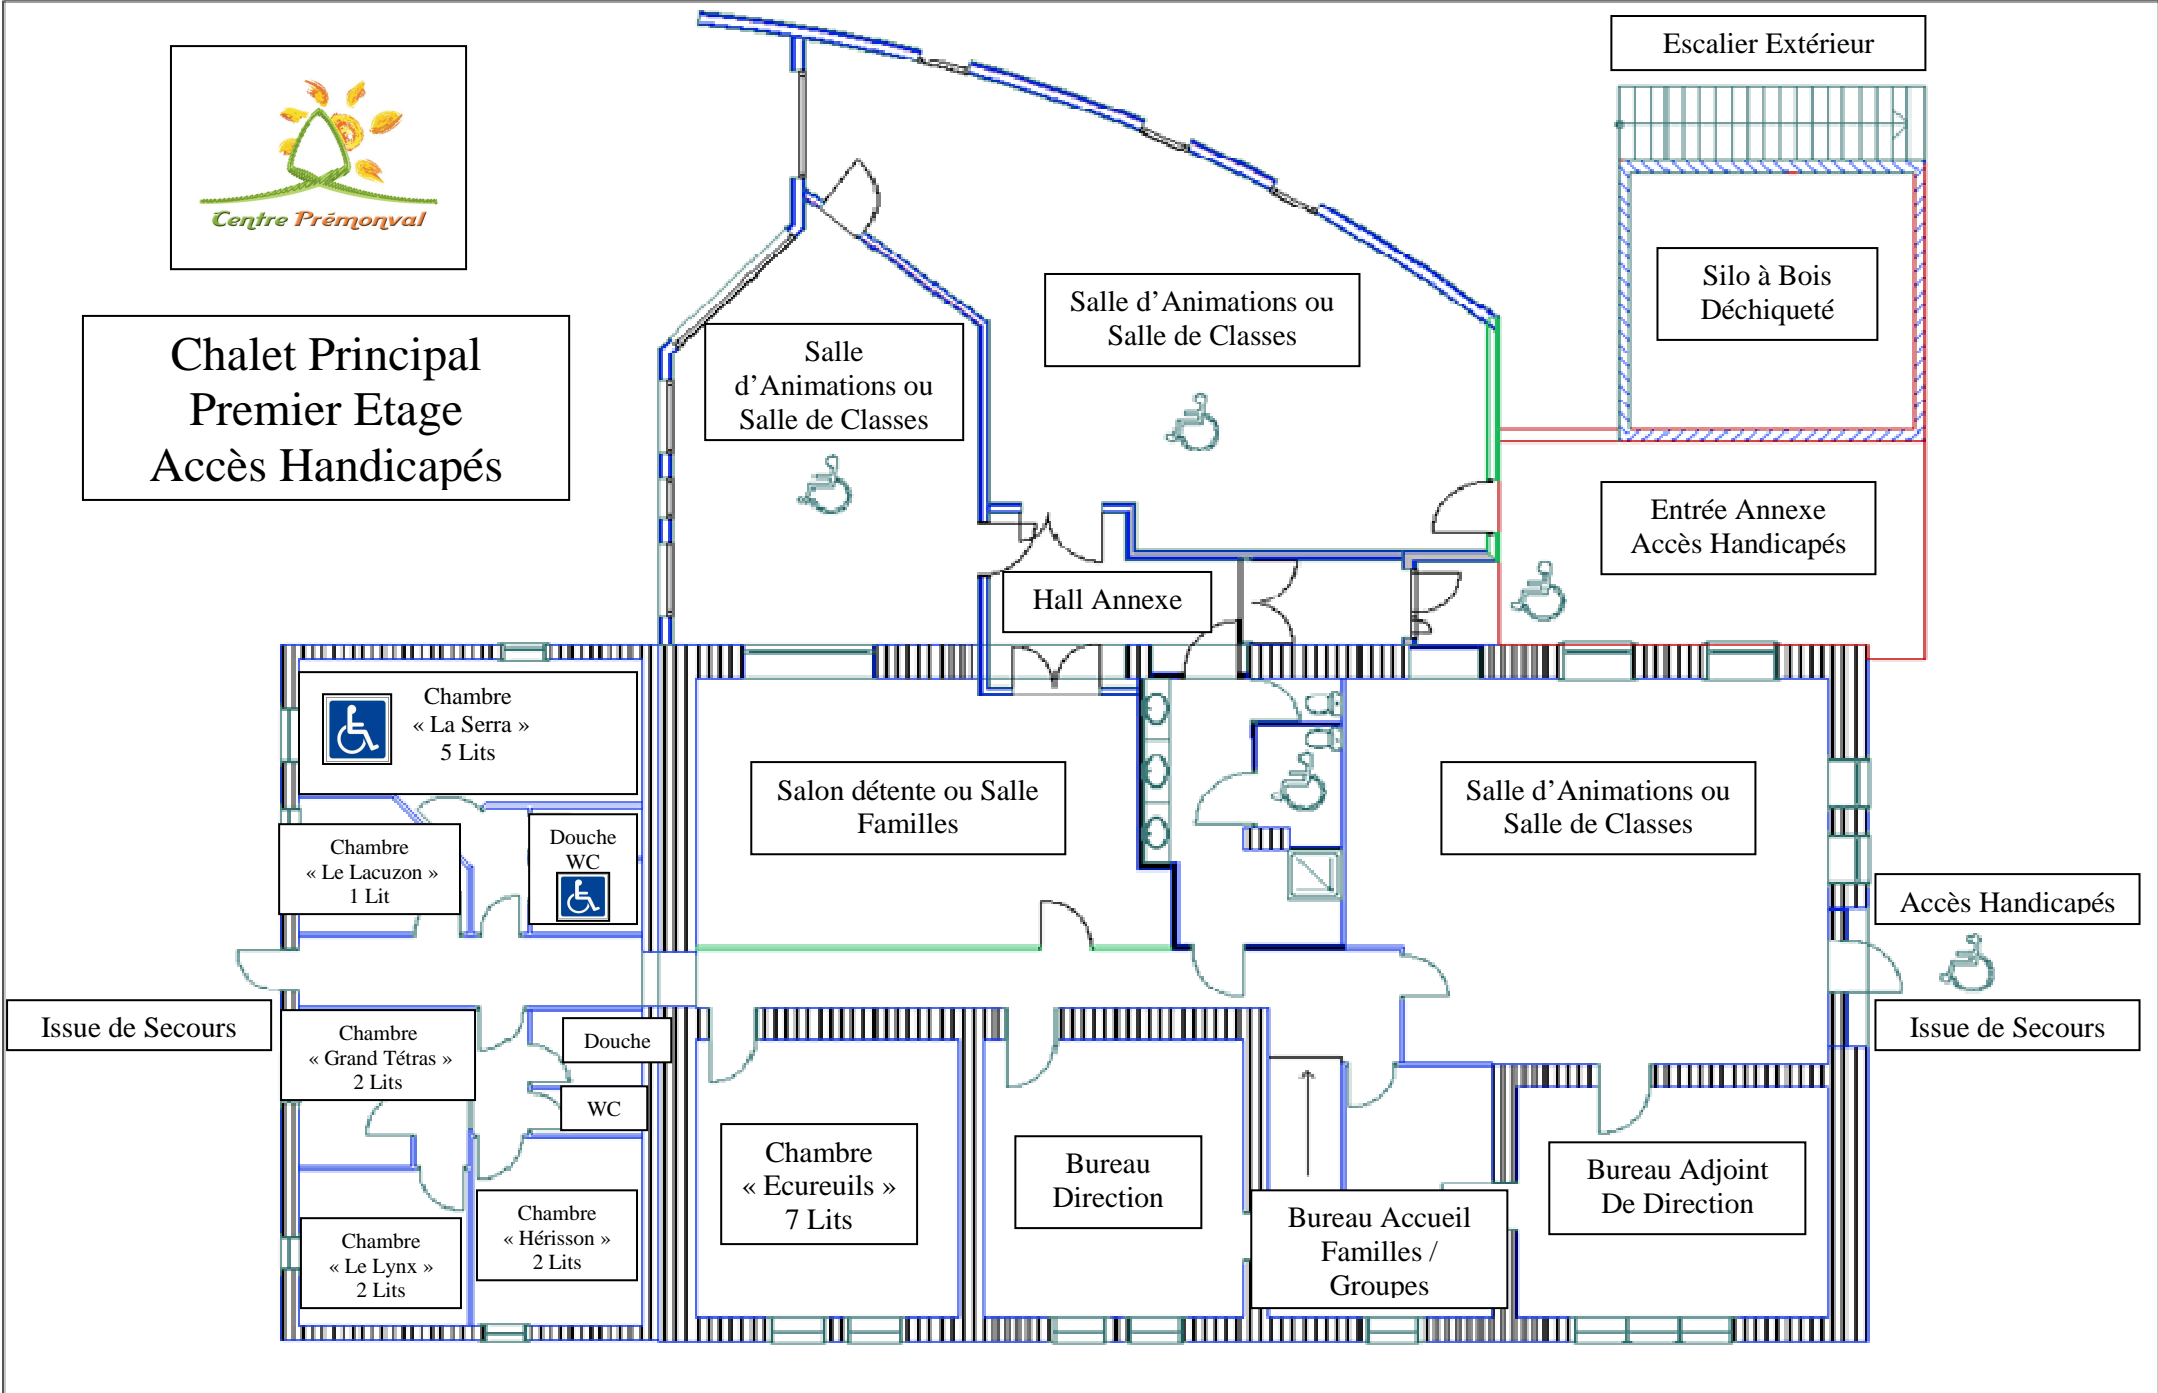 Escalier Extérieur
Centre Prémonval
Chalet Principal
Premier Etage
Accès Handicapés
Salle
d’Animations ou
Salle de Classes
Salle d’Animations ou
Salle de Classes
Silo à Bois
Déchiqueté
Entrée Annexe
Accès Handicapés
Hall Annexe
Chambre
« La Serra »
5 Lits
Chambre
« Le Lacuzon »
1 Lit
Douche
WC
Salon détente ou Salle
Familles
Salle d’Animations ou
Salle de Classes
Accès Handicapés
Issue de Secours
Issue de Secours
Chambre
« Grand Tétras »
2 Lits
Douche
WC
Chambre
« Le Lynx »
2 Lits
Chambre
« Hérisson »
2 Lits
Chambre
« Ecureuils »
7 Lits
Bureau
Direction
Bureau Accueil
Familles /
Groupes
Bureau Adjoint
De Direction